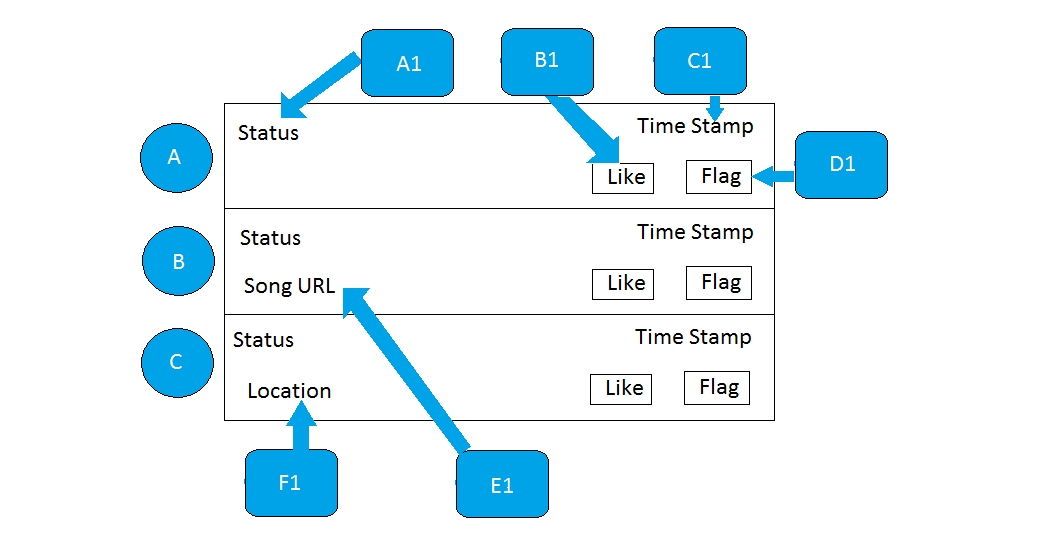 A1
B1
C1
Status
Time Stamp
A
Like
Flag
D1
Status
Time Stamp
B
Song URL
Like
Flag
Status
Time Stamp
C
Location
Like
Flag
F1
E1